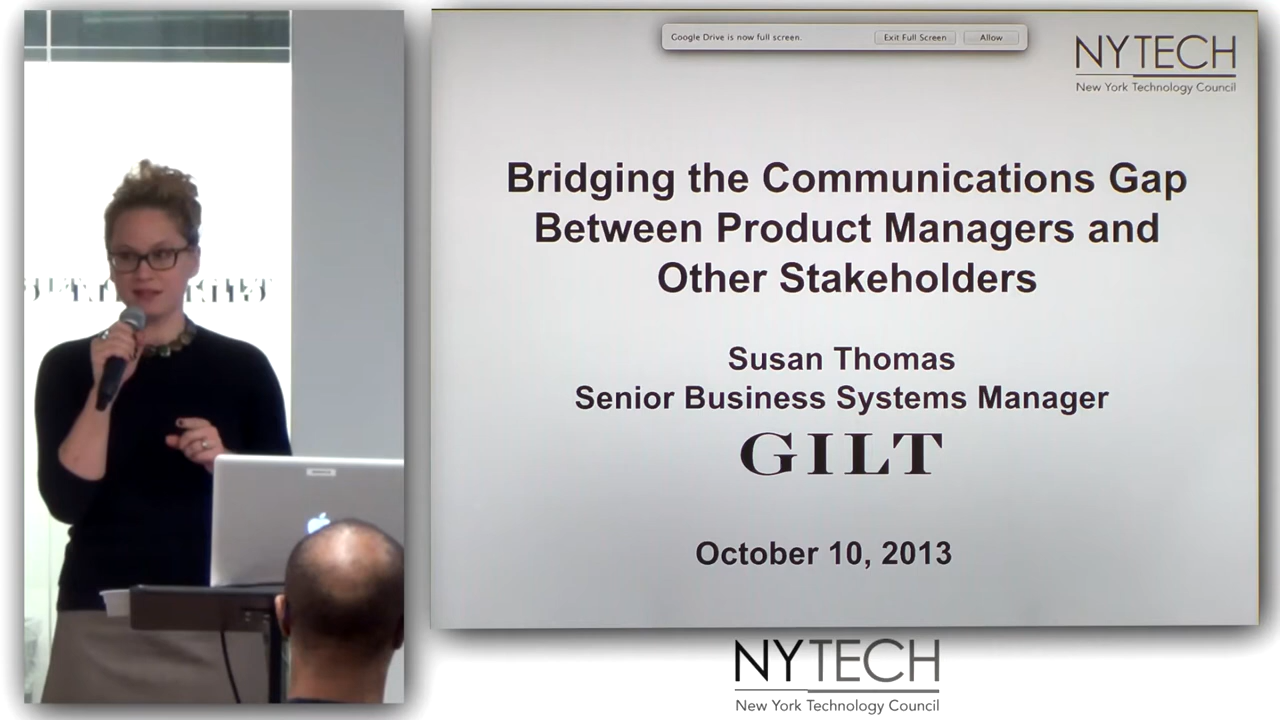 Google Drive is now full screen. Exit Full Screen Allow
NYTECH
New York Technology Council
Bridging the Communications Gap
Between Product Managers and
Other Stakeholders
Susan Thomas
Senior Business Systems Manager
GILT
October 10, 2013
NYTECH
New York Technology Council